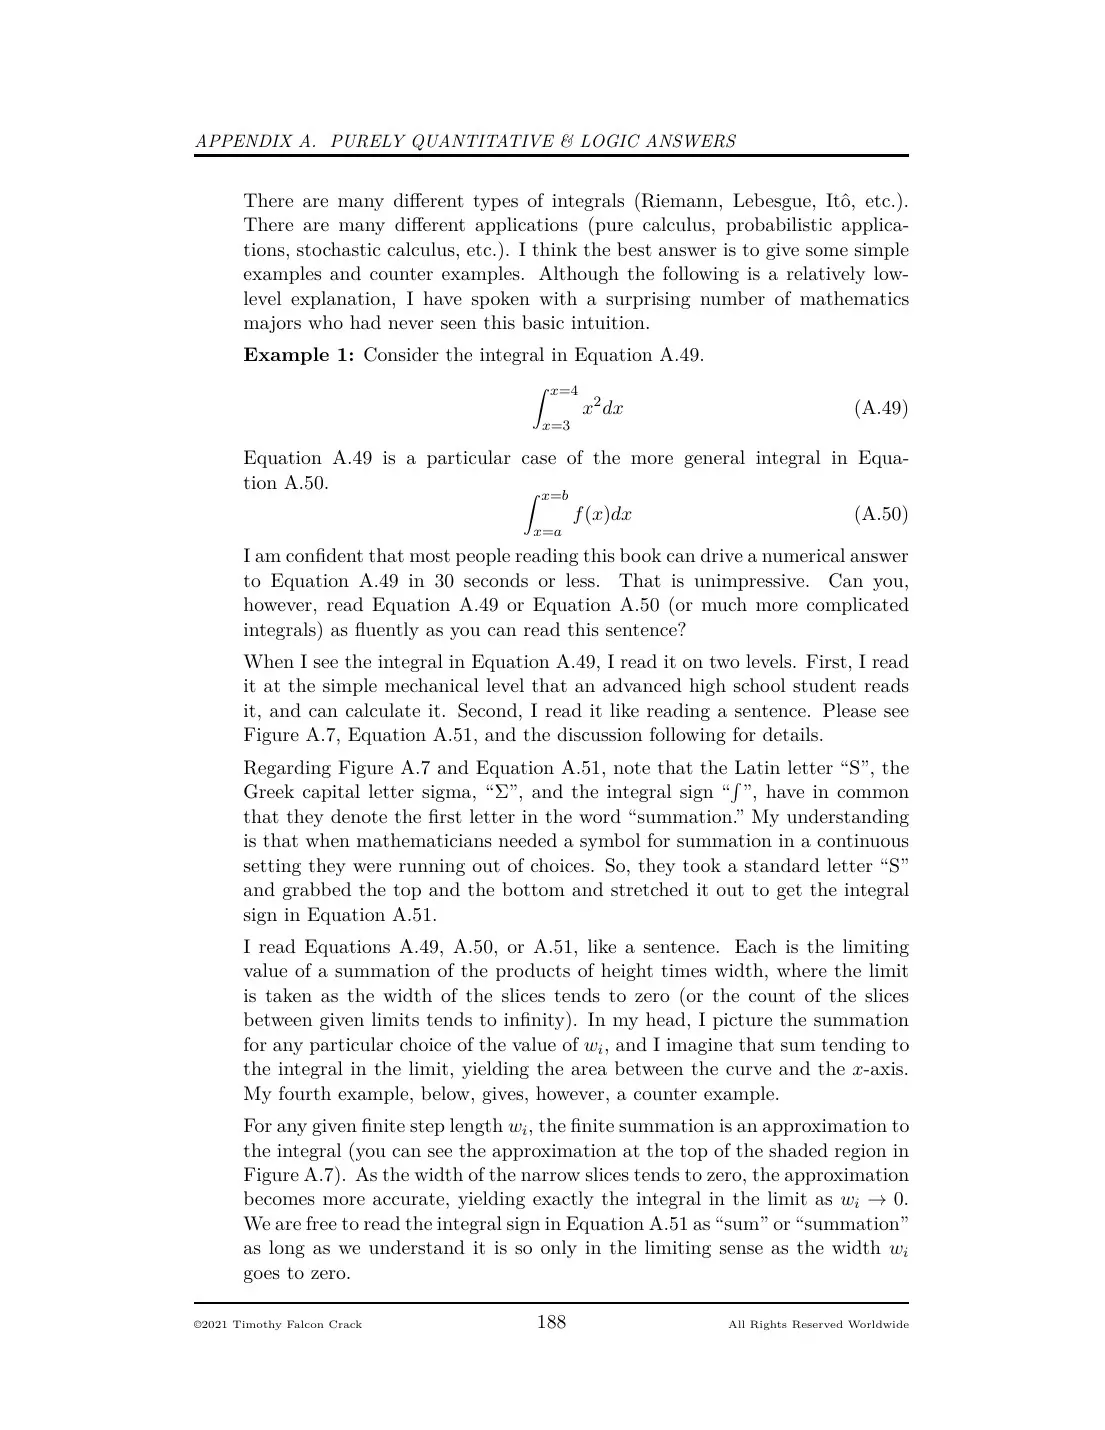 APPENDIX A. PURELY QUANTITATIVE & LOGIC ANSWERS
There are many different types of integrals (Riemann, Lebesgue, Itô, etc.).
There are many different applications (pure calculus, probabilistic applica-
tions, stochastic calculus, etc.). I think the best answer is to give some simple
examples and counter examples. Although the following is a relatively low-
level explanation, I have spoken with a surprising number of mathematics
majors who had never seen this basic intuition.
Example 1: Consider the integral in Equation A.49.
∫_{x=3}^{x=4} x²dx (A.49)
Equation A.49 is a particular case of the more general integral in Equa-
tion A.50.
∫_{x=a}^{x=b} f(x)dx (A.50)
I am confident that most people reading this book can drive a numerical answer
to Equation A.49 in 30 seconds or less. That is unimpressive. Can you,
however, read Equation A.49 or Equation A.50 (or much more complicated
integrals) as fluently as you can read this sentence?
When I see the integral in Equation A.49, I read it on two levels. First, I read
it at the simple mechanical level that an advanced high school student reads
it, and can calculate it. Second, I read it like reading a sentence. Please see
Figure A.7, Equation A.51, and the discussion following for details.
Regarding Figure A.7 and Equation A.51, note that the Latin letter “S”, the
Greek capital letter sigma, “Σ”, and the integral sign “∫”, have in common
that they denote the first letter in the word “summation.” My understanding
is that when mathematicians needed a symbol for summation in a continuous
setting they were running out of choices. So, they took a standard letter “S”
and grabbed the top and the bottom and stretched it out to get the integral
sign in Equation A.51.
I read Equations A.49, A.50, or A.51, like a sentence. Each is the limiting
value of a summation of the products of height times width, where the limit
is taken as the width of the slices tends to zero (or the count of the slices
between given limits tends to infinity). In my head, I picture the summation
for any particular choice of the value of wᵢ, and I imagine that sum tending to
the integral in the limit, yielding the area between the curve and the x-axis.
My fourth example, below, gives, however, a counter example.
For any given finite step length wᵢ, the finite summation is an approximation to
the integral (you can see the approximation at the top of the shaded region in
Figure A.7). As the width of the narrow slices tends to zero, the approximation
becomes more accurate, yielding exactly the integral in the limit as wᵢ → 0.
We are free to read the integral sign in Equation A.51 as “sum” or “summation”
as long as we understand it is so only in the limiting sense as the width wᵢ
goes to zero.
©2021 Timothy Falcon Crack 188 All Rights Reserved Worldwide